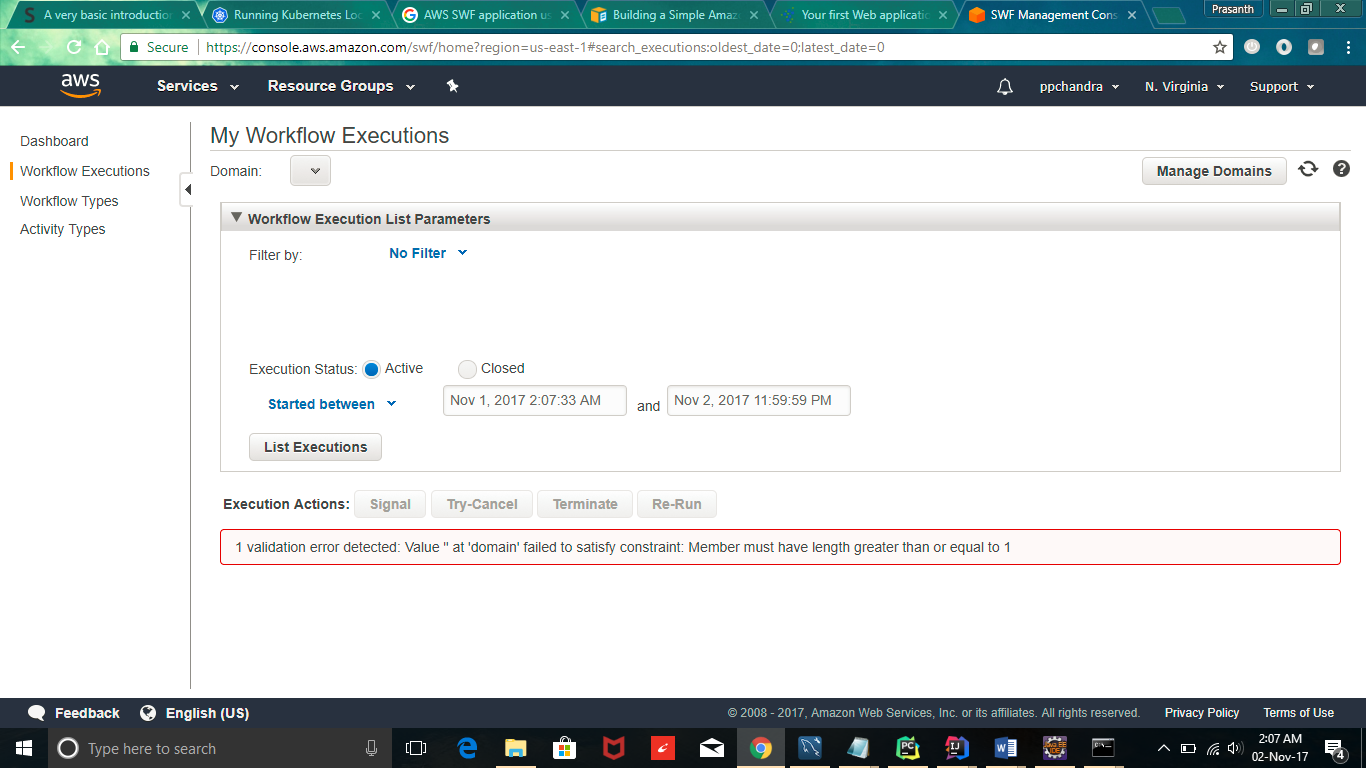 A very basic introduction
Running Kubernetes Loc
AWS SWF application us
Building a Simple Amaz
Your first Web applicatic
SWF Management Cons
Prasanth
Secure
https://console.aws.amazon.com/swf/home?region=us-east-1#search_executions:oldest_date=0;latest_date=0
aws
Services
Resource Groups
ppchandra
N. Virginia
Support
Dashboard
Workflow Executions
Workflow Types
Activity Types
My Workflow Executions
Domain:
Manage Domains
Workflow Execution List Parameters
Filter by:
No Filter
Execution Status:
Active
Closed
Started between
Nov 1, 2017 2:07:33 AM
and
Nov 2, 2017 11:59:59 PM
List Executions
Execution Actions:
Signal
Try-Cancel
Terminate
Re-Run
1 validation error detected: Value '' at 'domain' failed to satisfy constraint: Member must have length greater than or equal to 1
Feedback
English (US)
© 2008 - 2017, Amazon Web Services, Inc. or its affiliates. All rights reserved.
Privacy Policy
Terms of Use
Type here to search
2:07 AM
02-Nov-17
4